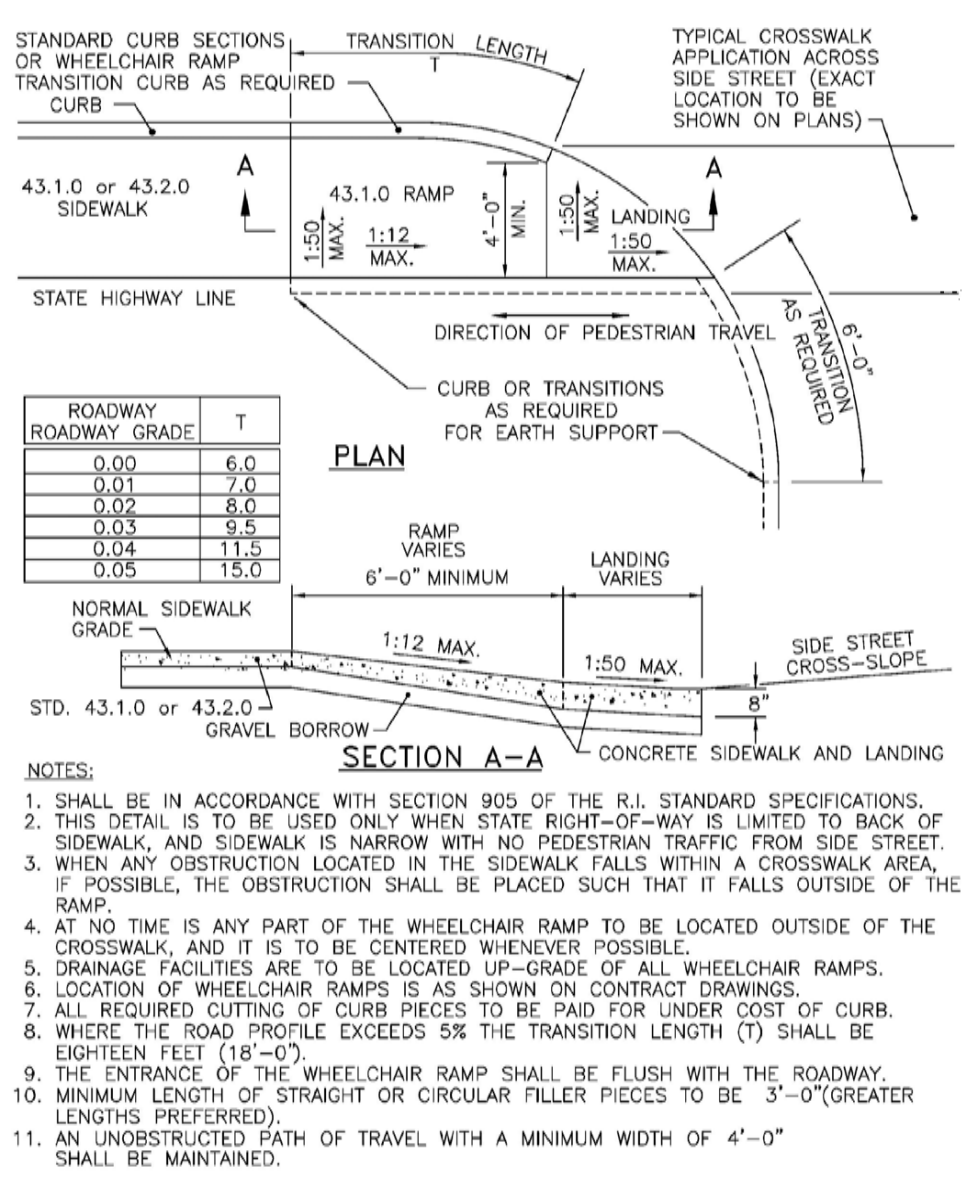 STANDARD CURB SECTIONS
OR WHEELCHAIR RAMP
TRANSITION CURB AS REQUIRED
CURB
TRANSITION LENGTH
T
TYPICAL CROSSWALK
APPLICATION ACROSS
SIDE STREET (EXACT
LOCATION TO BE
SHOWN ON PLANS)
A
A
43.1.0 or 43.2.0
SIDEWALK
43.1.0 RAMP
1:50
MAX.
1:12
MAX.
4'-0"
MIN.
1:50
MAX.
LANDING
1:50
MAX.
STATE HIGHWAY LINE
DIRECTION OF PEDESTRIAN TRAVEL
6'-0"
TRANSITION
AS REQUIRED
CURB OR TRANSITIONS
AS REQUIRED
FOR EARTH SUPPORT
PLAN
ROADWAY
ROADWAY GRADE T
0.00 6.0
0.01 7.0
0.02 8.0
0.03 9.5
0.04 11.5
0.05 15.0
RAMP
VARIES
6'-0" MINIMUM
LANDING
VARIES
NORMAL SIDEWALK
GRADE
1:12 MAX.
1:50 MAX.
SIDE STREET
CROSS-SLOPE
8"
STD. 43.1.0 or 43.2.0
GRAVEL BORROW
CONCRETE SIDEWALK AND LANDING
SECTION A-A
NOTES:
1. SHALL BE IN ACCORDANCE WITH SECTION 905 OF THE R.I. STANDARD SPECIFICATIONS.
2. THIS DETAIL IS TO BE USED ONLY WHEN STATE RIGHT-OF-WAY IS LIMITED TO BACK OF
SIDEWALK, AND SIDEWALK IS NARROW WITH NO PEDESTRIAN TRAFFIC FROM SIDE STREET.
3. WHEN ANY OBSTRUCTION LOCATED IN THE SIDEWALK FALLS WITHIN A CROSSWALK AREA,
IF POSSIBLE, THE OBSTRUCTION SHALL BE PLACED SUCH THAT IT FALLS OUTSIDE OF THE
RAMP.
4. AT NO TIME IS ANY PART OF THE WHEELCHAIR RAMP TO BE LOCATED OUTSIDE OF THE
CROSSWALK, AND IT IS TO BE CENTERED WHENEVER POSSIBLE.
5. DRAINAGE FACILITIES ARE TO BE LOCATED UP-GRADE OF ALL WHEELCHAIR RAMPS.
6. LOCATION OF WHEELCHAIR RAMPS IS AS SHOWN ON CONTRACT DRAWINGS.
7. ALL REQUIRED CUTTING OF CURB PIECES TO BE PAID FOR UNDER COST OF CURB.
8. WHERE THE ROAD PROFILE EXCEEDS 5% THE TRANSITION LENGTH (T) SHALL BE
EIGHTEEN FEET (18'-0").
9. THE ENTRANCE OF THE WHEELCHAIR RAMP SHALL BE FLUSH WITH THE ROADWAY.
10. MINIMUM LENGTH OF STRAIGHT OR CIRCULAR FILLER PIECES TO BE 3'-0"(GREATER
LENGTHS PREFERRED).
11. AN UNOBSTRUCTED PATH OF TRAVEL WITH A MINIMUM WIDTH OF 4'-0"
SHALL BE MAINTAINED.